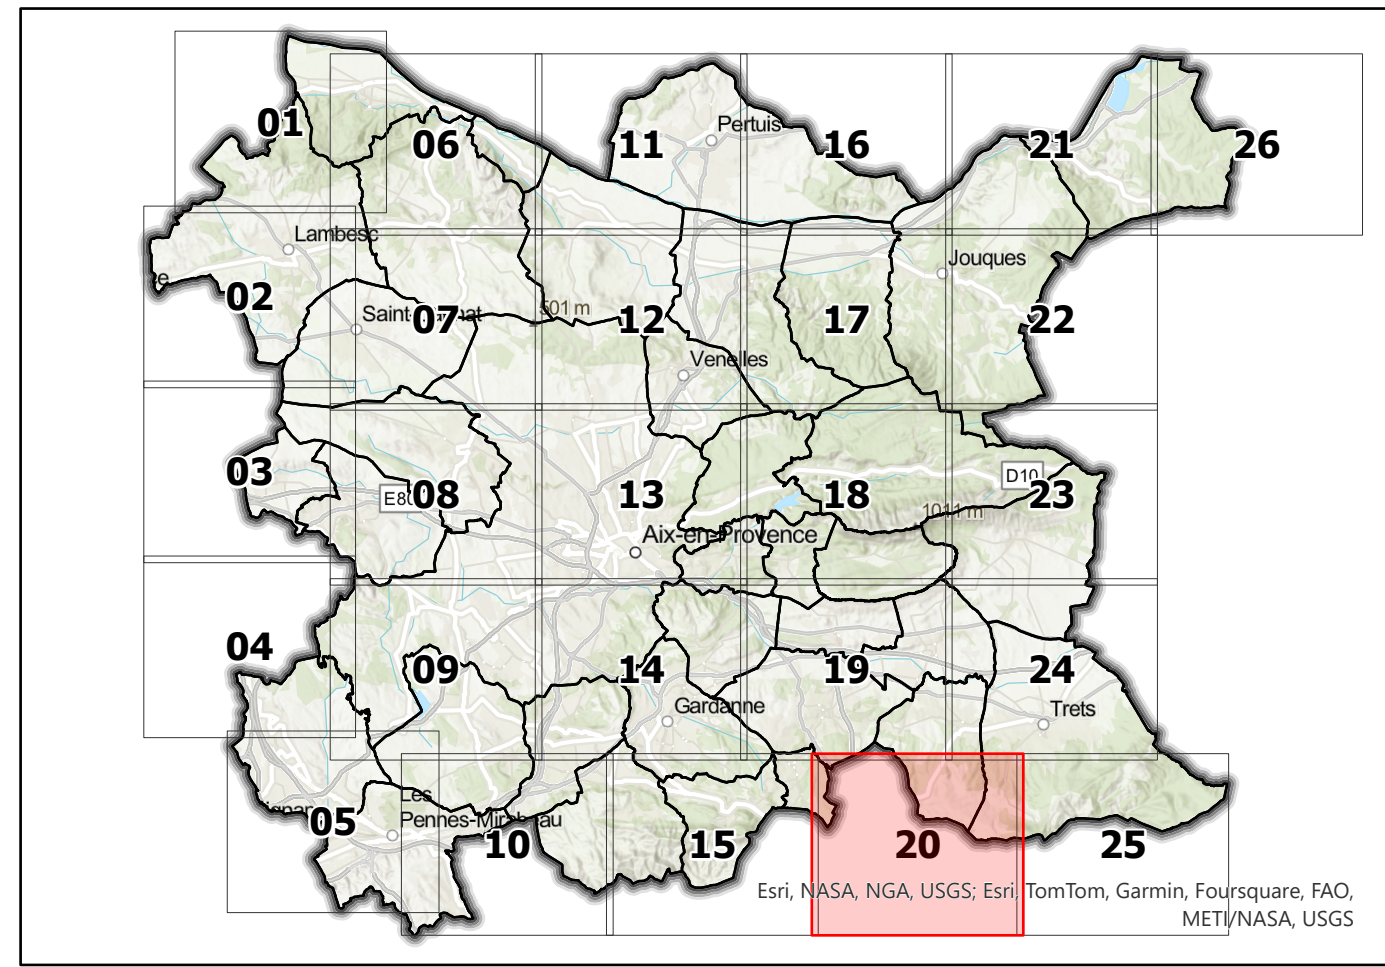 01
06
11
Pertuis
16
21
26
Lambesc
02
07
501 m
12
17
Jouques
22
Venelles
03
08
13
18
D10
23
1011 m
Aix-en-Provence
04
09
14
19
24
Gardanne
Trets
05
Les
Pennes-Mirabeau
10
15
20
25
Esri, NASA, NGA, USGS; Esri, TomTom, Garmin, Foursquare, FAO,
METI/NASA, USGS